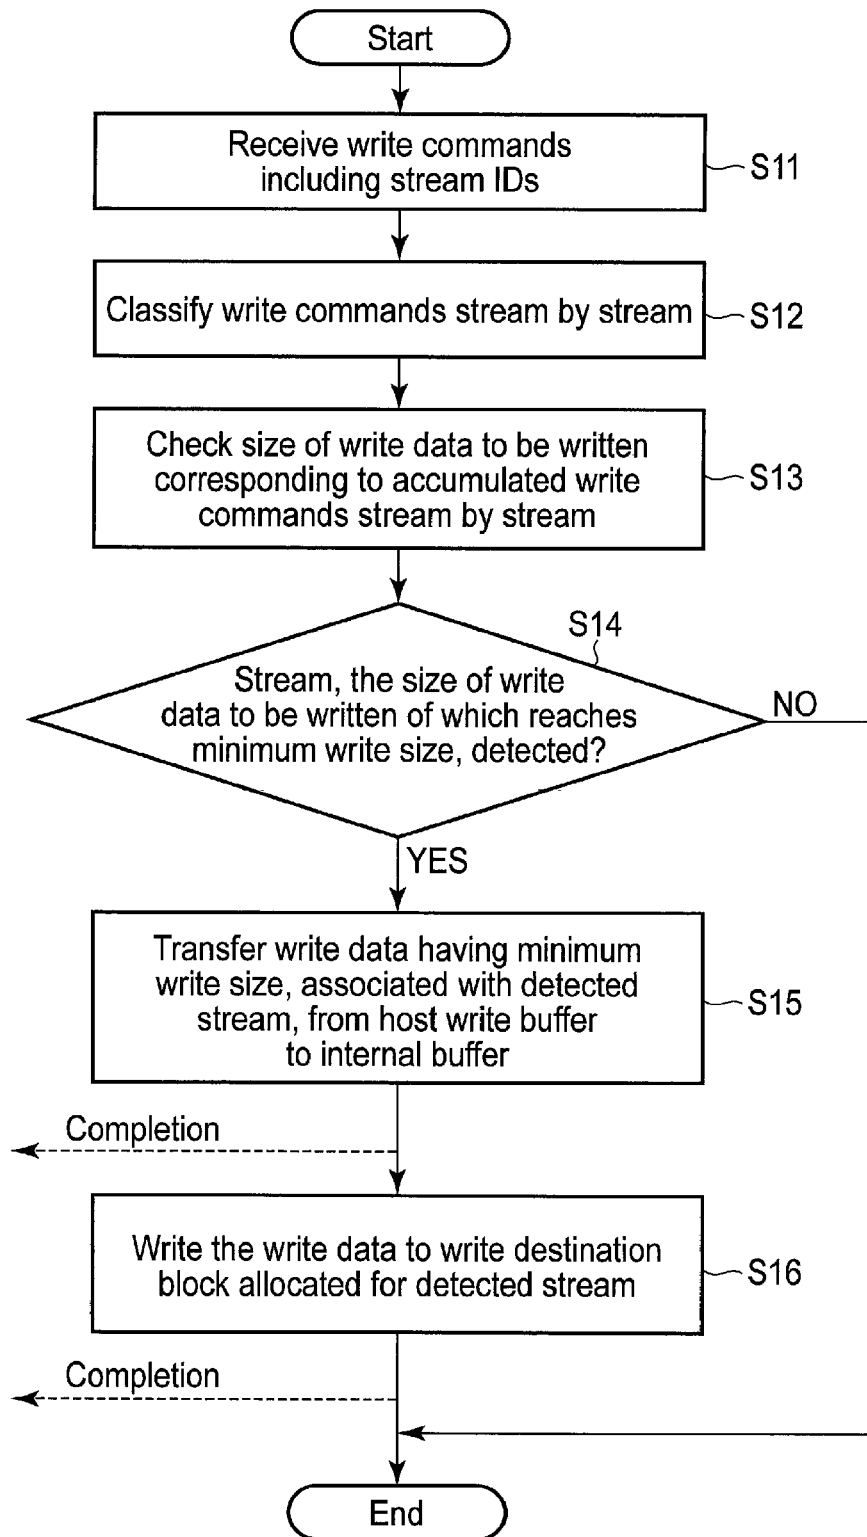 Start
Receive write commands
including stream IDs
S11
Classify write commands stream by stream
S12
Check size of write data to be written
corresponding to accumulated write
commands stream by stream
S13
S14
Stream, the size of write
data to be written of which reaches
minimum write size, detected?
NO
YES
Transfer write data having minimum
write size, associated with detected
stream, from host write buffer
to internal buffer
S15
Completion
Write the write data to write destination
block allocated for detected stream
S16
Completion
End